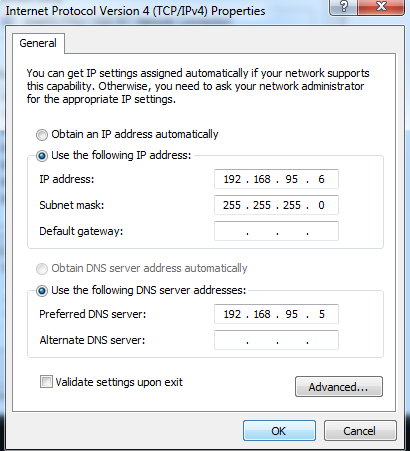 Internet Protocol Version 4 (TCP/IPv4) Properties
?
General
You can get IP settings assigned automatically if your network supports
this capability. Otherwise, you need to ask your network administrator
for the appropriate IP settings.
Obtain an IP address automatically
Use the following IP address:
IP address: 192 . 168 . 95 . 6
Subnet mask: 255 . 255 . 255 . 0
Default gateway: . . .
Obtain DNS server address automatically
Use the following DNS server addresses:
Preferred DNS server: 192 . 168 . 95 . 5
Alternate DNS server: . . .
Validate settings upon exit
Advanced...
OK Cancel